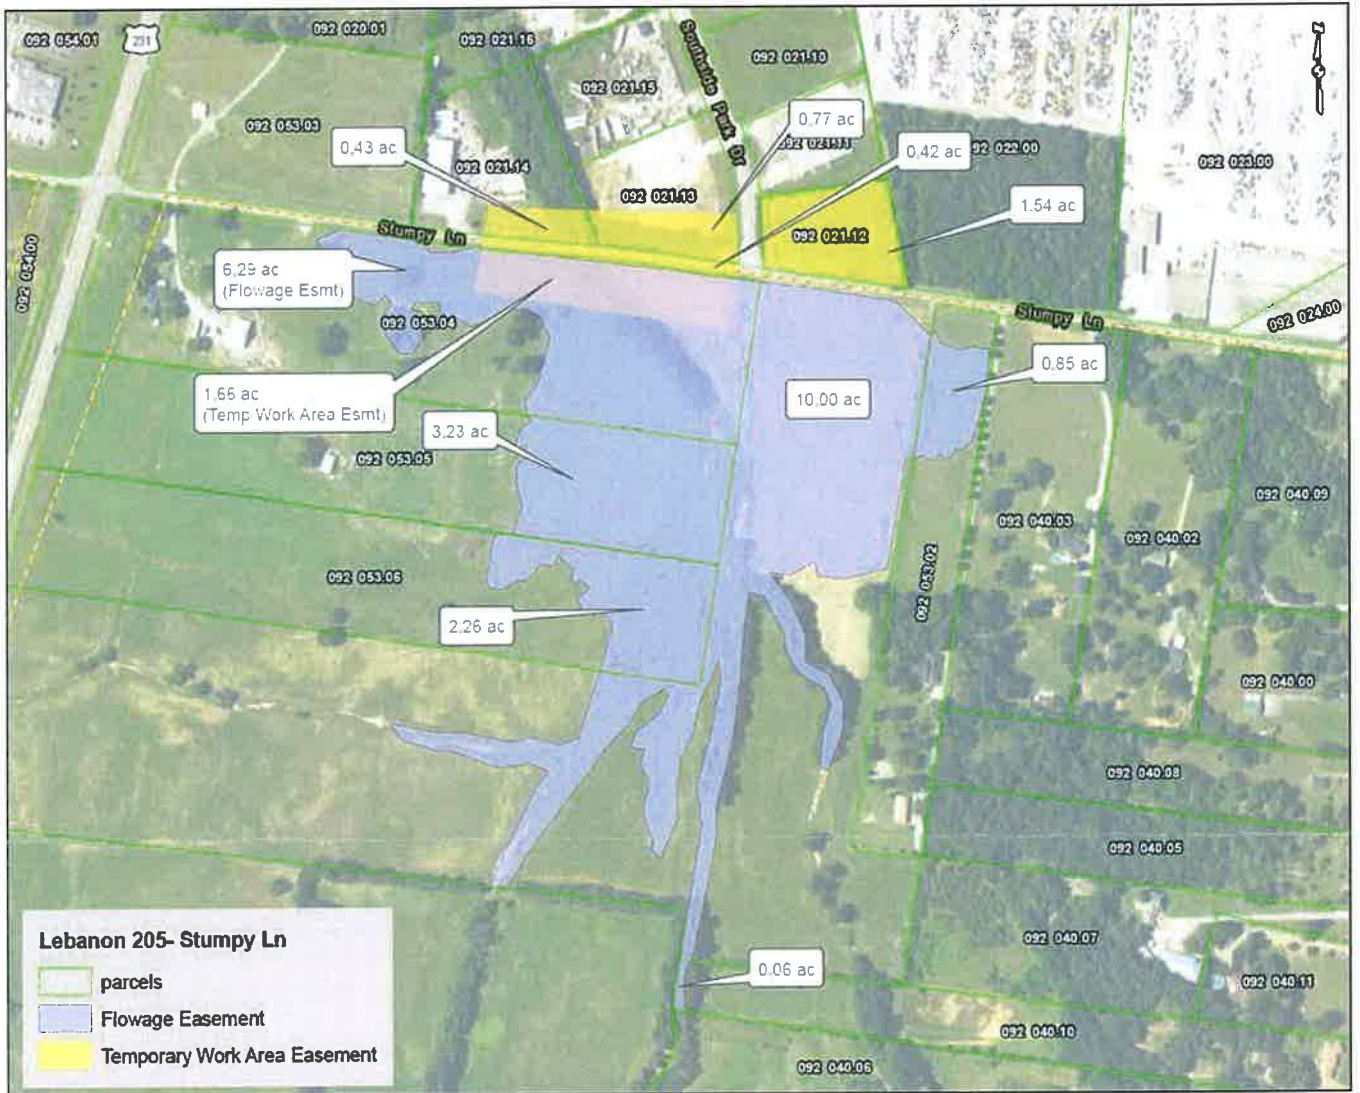 092 054.01
231
092 020.01
092 021.16
Southside Park Dr
092 021.10
N
092 021.15
092 053.03
0.77 ac
092 021.11
0.43 ac
092 021.14
0.42 ac
092 022.00
092 023.00
092 021.13
1.54 ac
Stumpy Ln
092 021.12
092 054.00
6.29 ac
(Flowage Esmt)
092 053.04
Stumpy Ln
092 024.00
0.85 ac
1.66 ac
(Temp Work Area Esmt)
10.00 ac
3.23 ac
092 053.05
092 040.09
092 040.03
092 040.02
092 053.06
092 053.02
2.26 ac
092 040.00
092 040.08
092 040.05
Lebanon 205- Stumpy Ln
parcels
Flowage Easement
Temporary Work Area Easement
092 040.07
0.06 ac
092 040.11
092 040.10
092 040.06